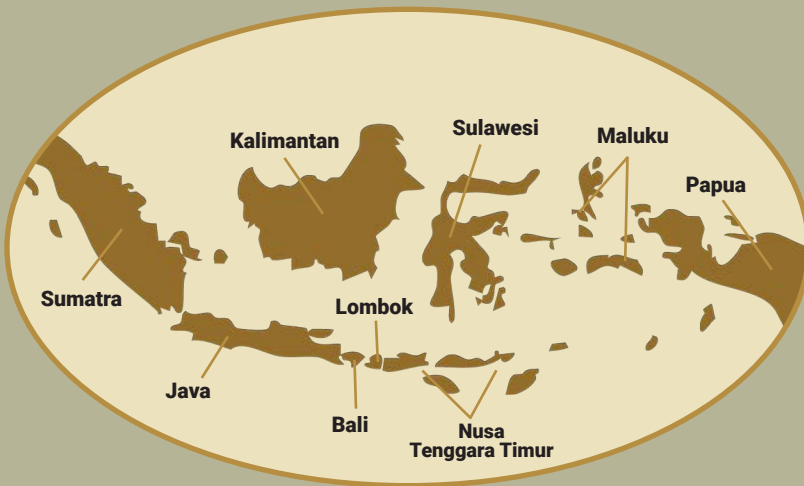 Kalimantan
Sulawesi
Maluku
Papua
Sumatra
Lombok
Java
Bali
Nusa
Tenggara Timur